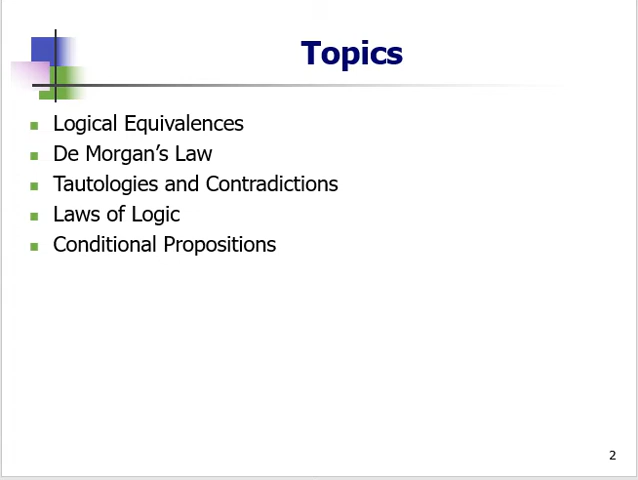 Topics
Logical Equivalences
De Morgan’s Law
Tautologies and Contradictions
Laws of Logic
Conditional Propositions
2